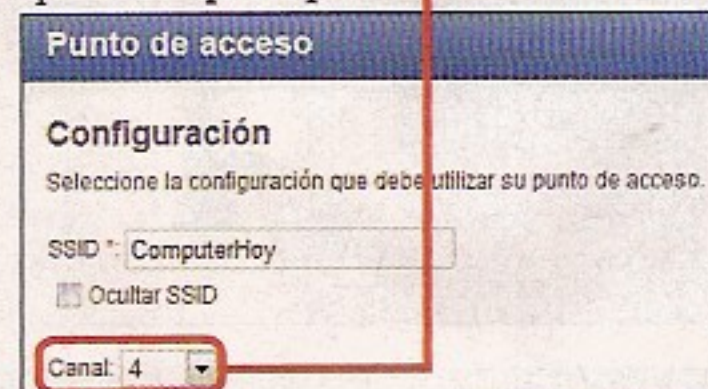 Punto de acceso
Configuración
Seleccione la configuración que debe utilizar su punto de acceso.
SSID *: ComputerHoy
Ocultar SSID
Canal: 4